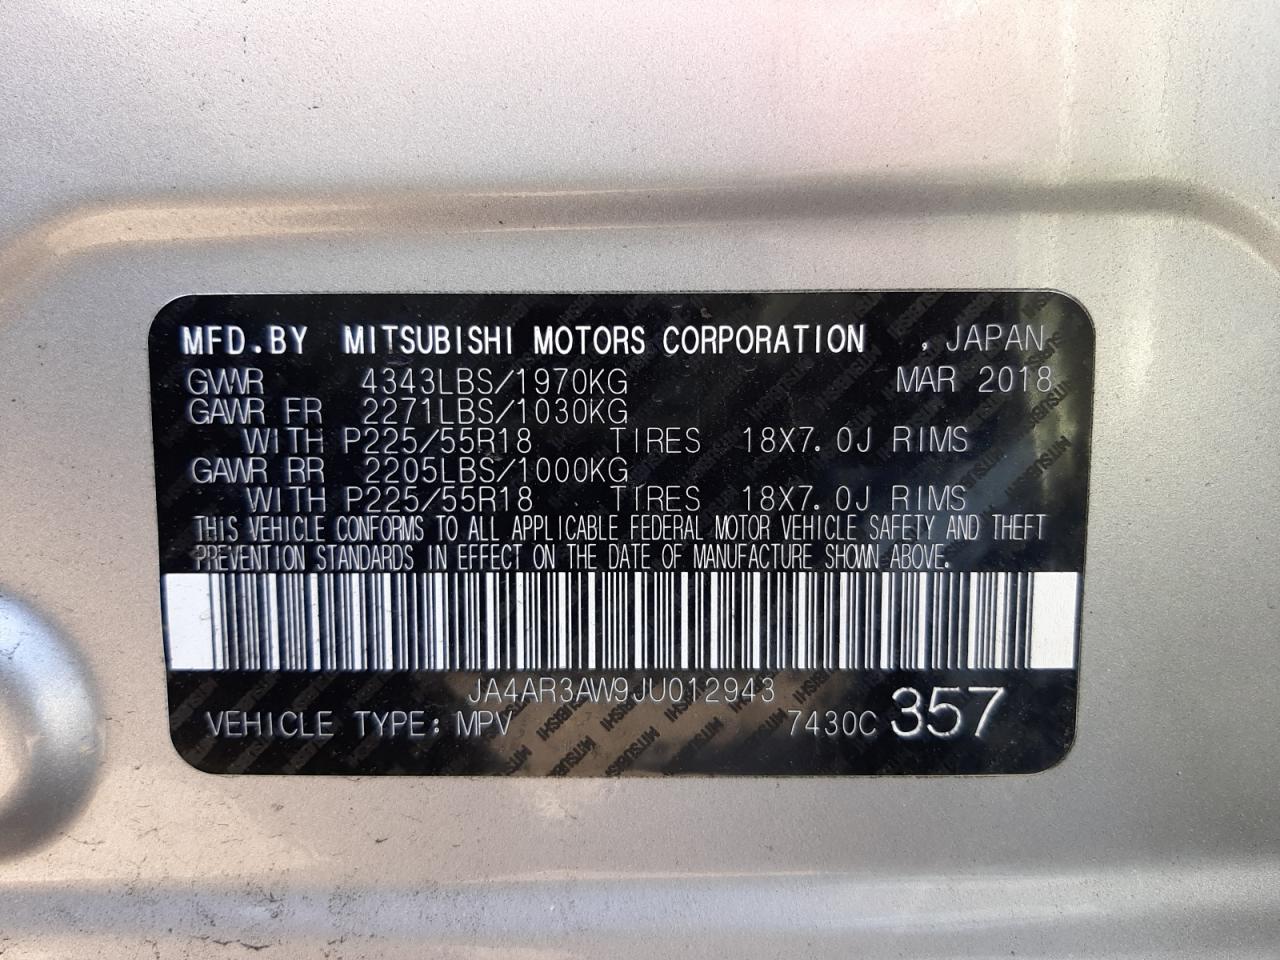 MFD.BY MITSUBISHI MOTORS CORPORATION , JAPAN
GVWR 4343LBS/1970KG MAR 2018
GAWR FR 2271LBS/1030KG
WITH P225/55R18 TIRES 18X7.0J RIMS
GAWR RR 2205LBS/1000KG
WITH P225/55R18 TIRES 18X7.0J RIMS
THIS VEHICLE CONFORMS TO ALL APPLICABLE FEDERAL MOTOR VEHICLE SAFETY AND THEFT
PREVENTION STANDARDS IN EFFECT ON THE DATE OF MANUFACTURE SHOWN ABOVE.
JA4AR3AW9JU012943
VEHICLE TYPE: MPV 7430C 357